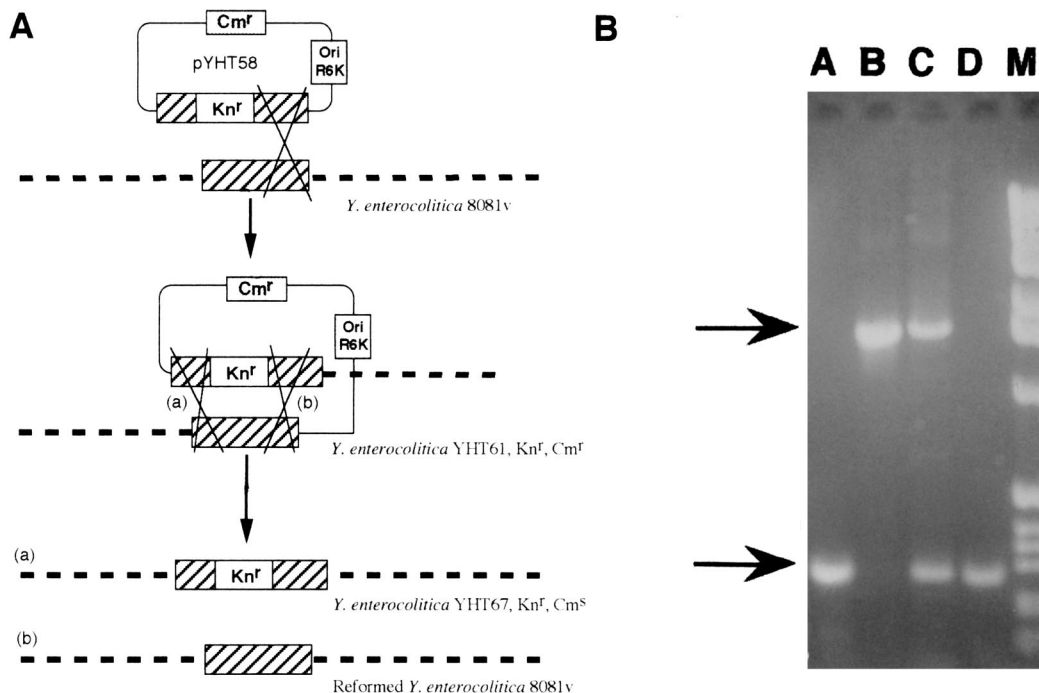 A
Cmʳ
pYHT58
Ori
R6K
Knʳ
Y. enterocolitica 8081v
Cmʳ
Ori
R6K
Knʳ
(a)
(b)
Y. enterocolitica YHT61, Knʳ, Cmʳ
(a)
Knʳ
Y. enterocolitica YHT67, Knʳ, Cmˢ
(b)
Reformed Y. enterocolitica 8081v
B
A B C D M